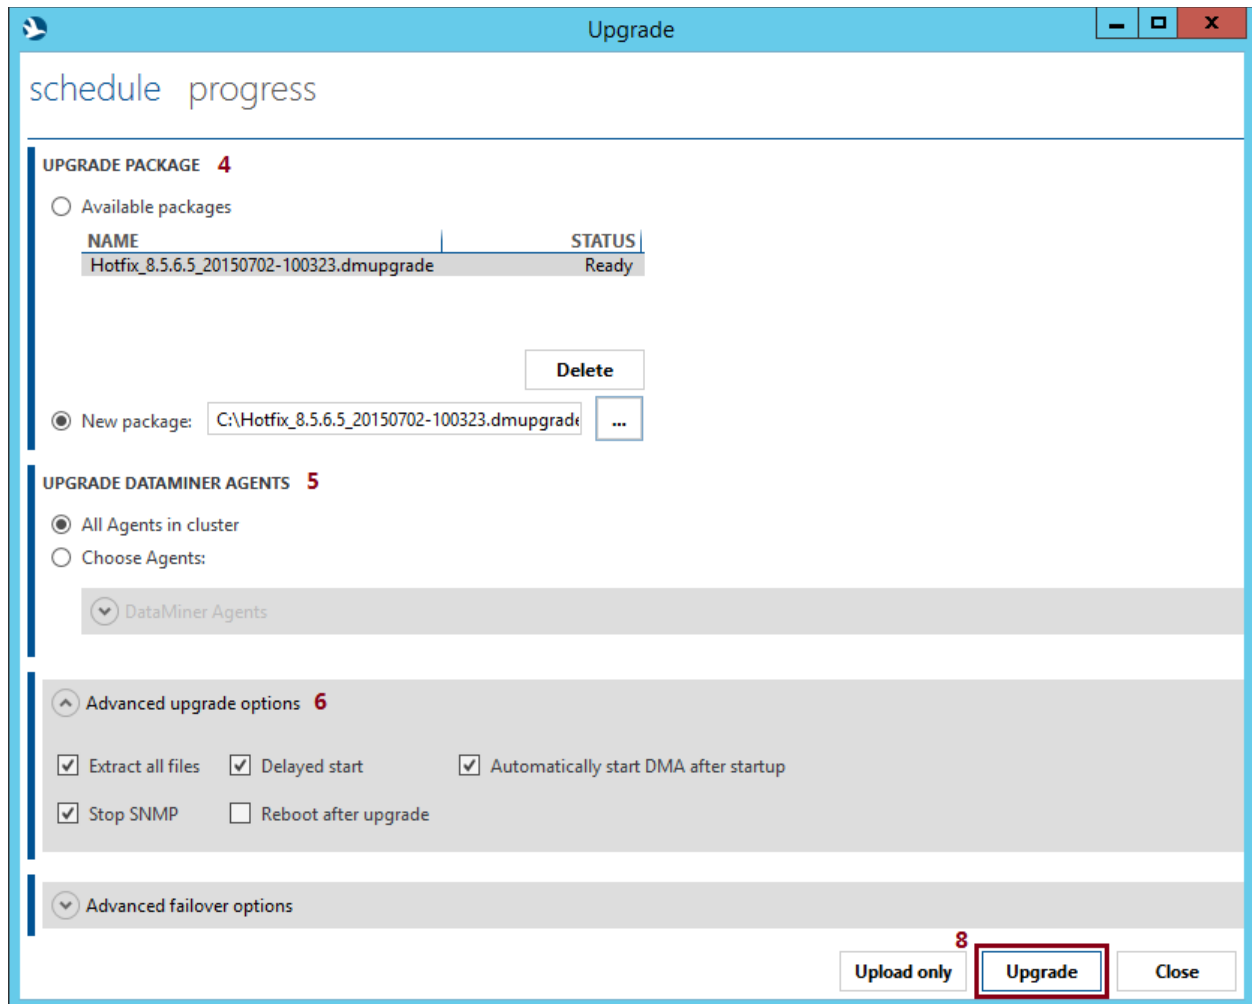 Upgrade
schedule progress
UPGRADE PACKAGE 4
Available packages
NAME STATUS
Hotfix_8.5.6.5_20150702-100323.dmupgrade Ready
Delete
New package: C:\Hotfix_8.5.6.5_20150702-100323.dmupgrade ...
UPGRADE DATAMINER AGENTS 5
All Agents in cluster
Choose Agents:
DataMiner Agents
Advanced upgrade options 6
Extract all files Delayed start Automatically start DMA after startup
Stop SNMP Reboot after upgrade
Advanced failover options
8
Upload only Upgrade Close